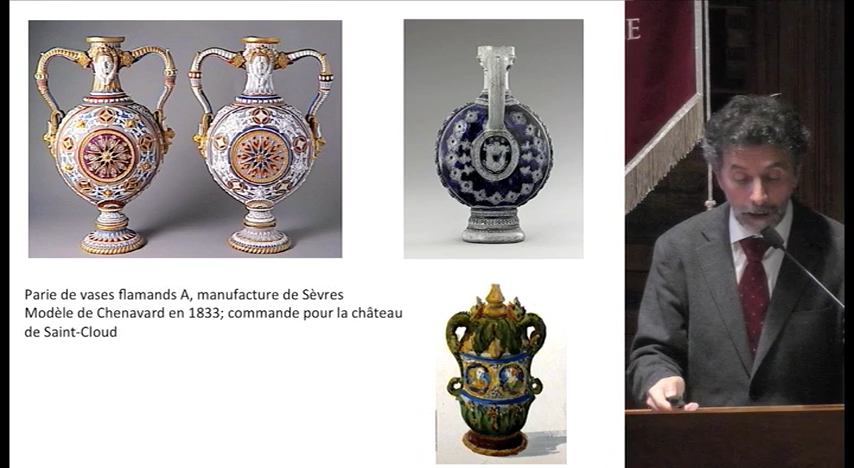 E
Parie de vases flamands A, manufacture de Sèvres
Modèle de Chenavard en 1833; commande pour la château
de Saint-Cloud